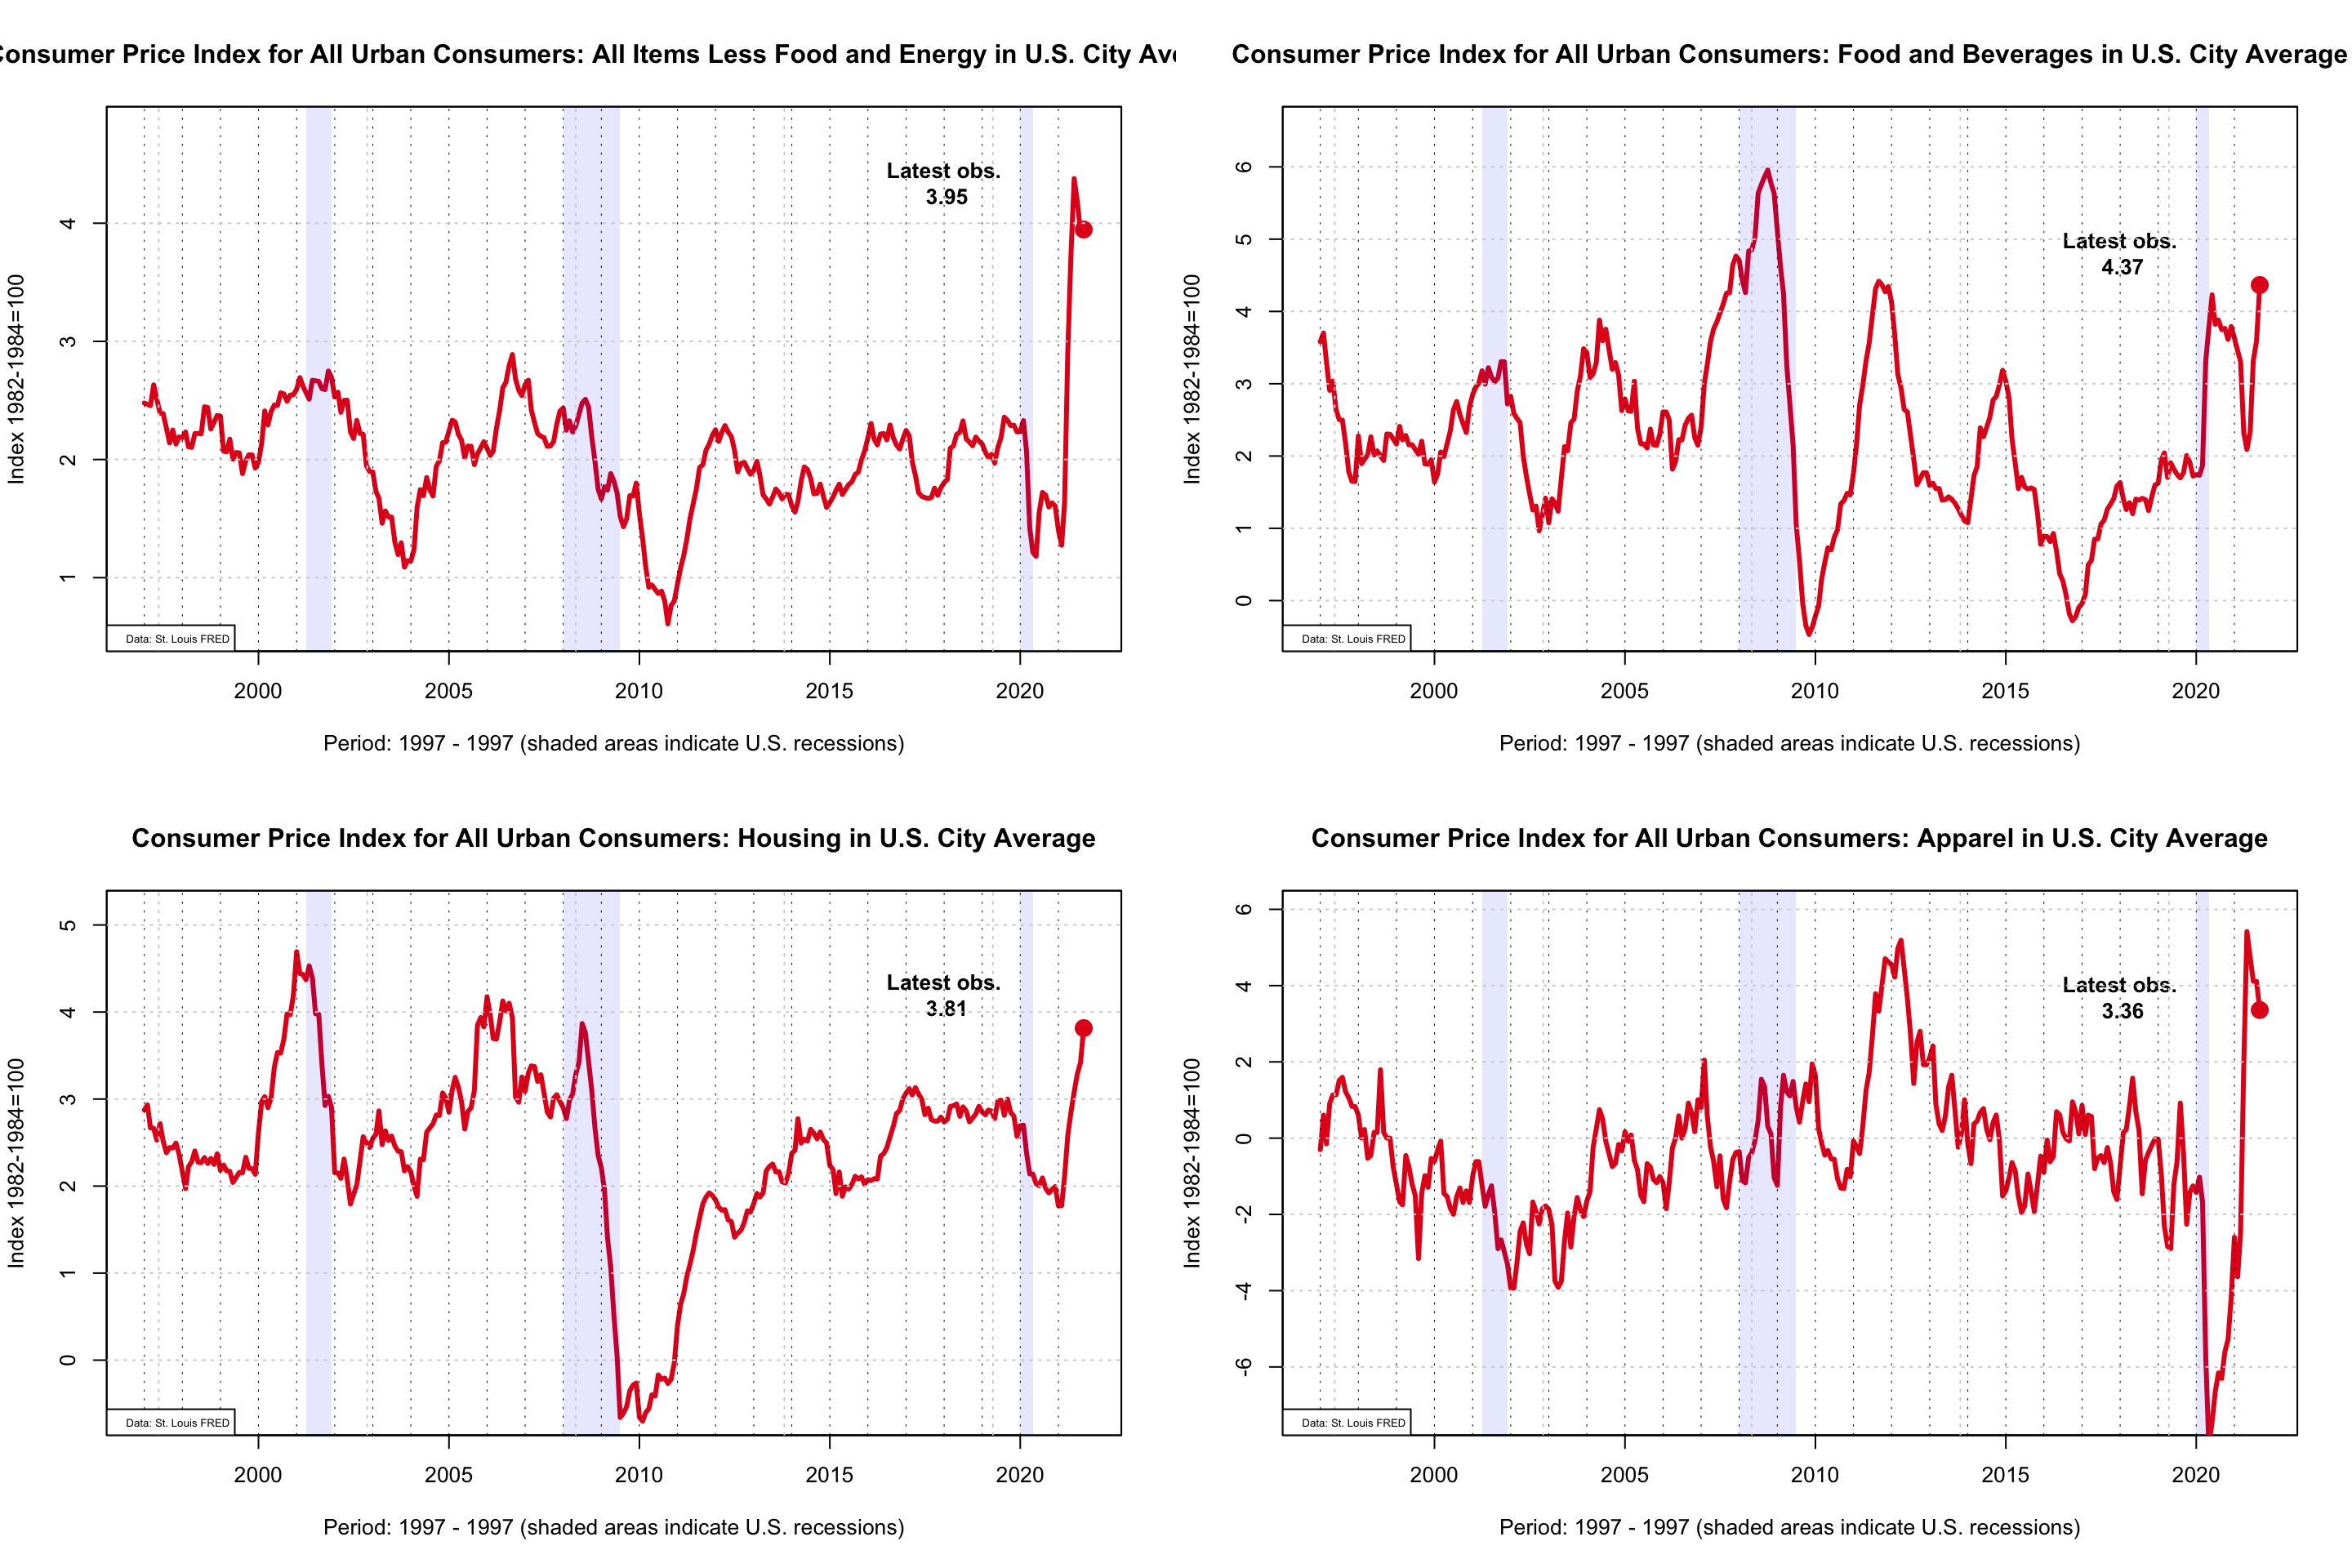 Consumer Price Index for All Urban Consumers: All Items Less Food and Energy in U.S. City
Latest obs.
3.95
Index 1982-1984=100
4
3
2
1
Data: St. Louis FRED
2000 2005 2010 2015 2020
Period: 1997 - 1997 (shaded areas indicate U.S. recessions)
Consumer Price Index for All Urban Consumers: Food and Beverages in U.S. City Average
Latest obs.
4.37
Index 1982-1984=100
6
5
4
3
2
1
0
Data: St. Louis FRED
2000 2005 2010 2015 2020
Period: 1997 - 1997 (shaded areas indicate U.S. recessions)
Consumer Price Index for All Urban Consumers: Housing in U.S. City Average
Latest obs.
3.81
Index 1982-1984=100
5
4
3
2
1
0
Data: St. Louis FRED
2000 2005 2010 2015 2020
Period: 1997 - 1997 (shaded areas indicate U.S. recessions)
Consumer Price Index for All Urban Consumers: Apparel in U.S. City Average
Latest obs.
3.36
Index 1982-1984=100
6
4
2
0
-2
-4
-6
Data: St. Louis FRED
2000 2005 2010 2015 2020
Period: 1997 - 1997 (shaded areas indicate U.S. recessions)